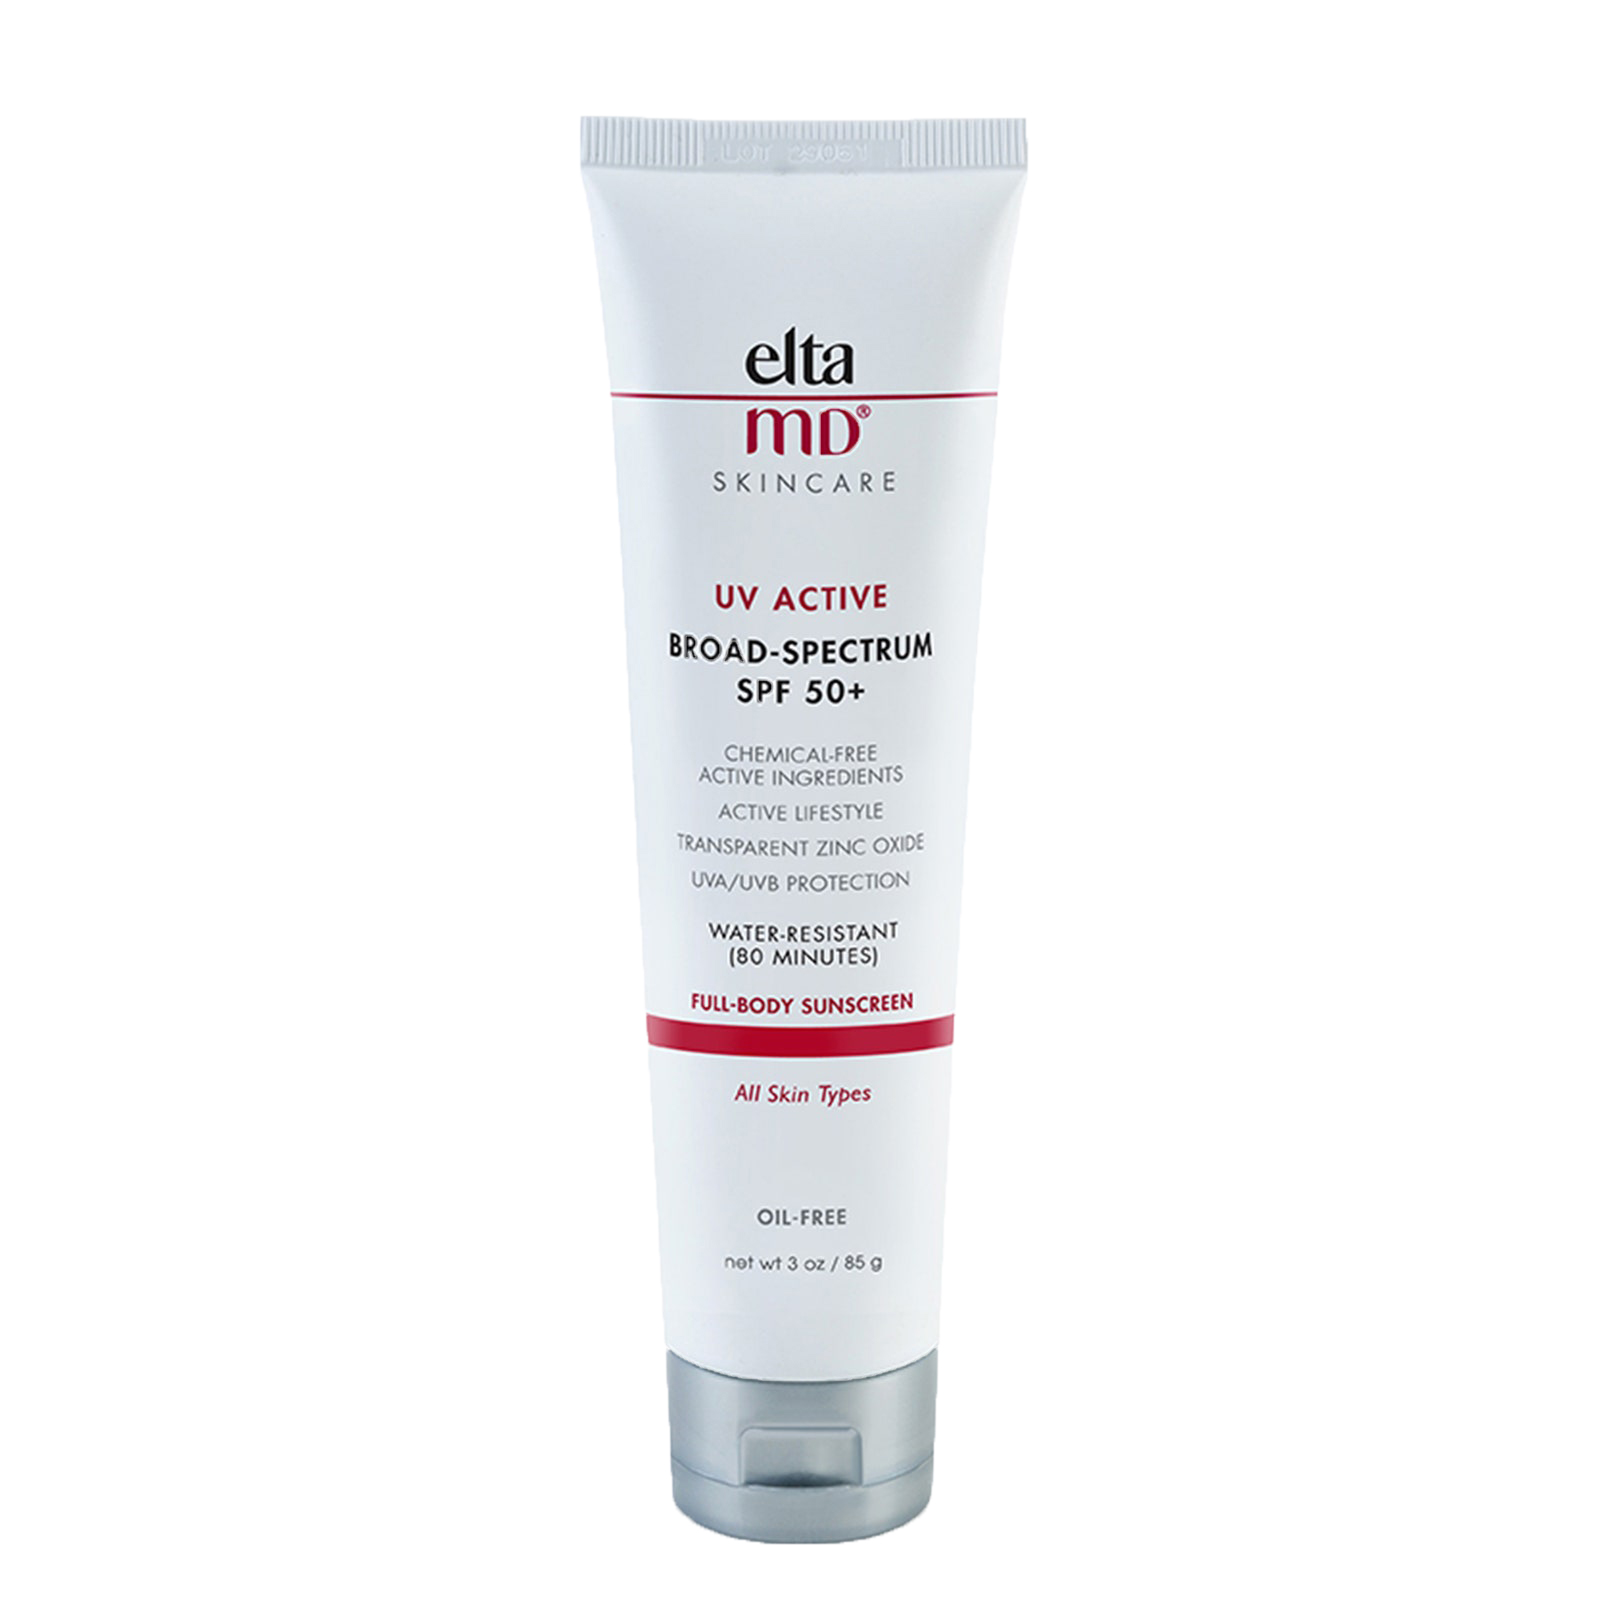 LOT 29051
elta
MD®
SKINCARE
UV ACTIVE
BROAD-SPECTRUM
SPF 50+
CHEMICAL-FREE
ACTIVE INGREDIENTS
ACTIVE LIFESTYLE
TRANSPARENT ZINC OXIDE
UVA/UVB PROTECTION
WATER-RESISTANT
(80 MINUTES)
FULL-BODY SUNSCREEN
All Skin Types
OIL-FREE
net wt 3 oz / 85 g